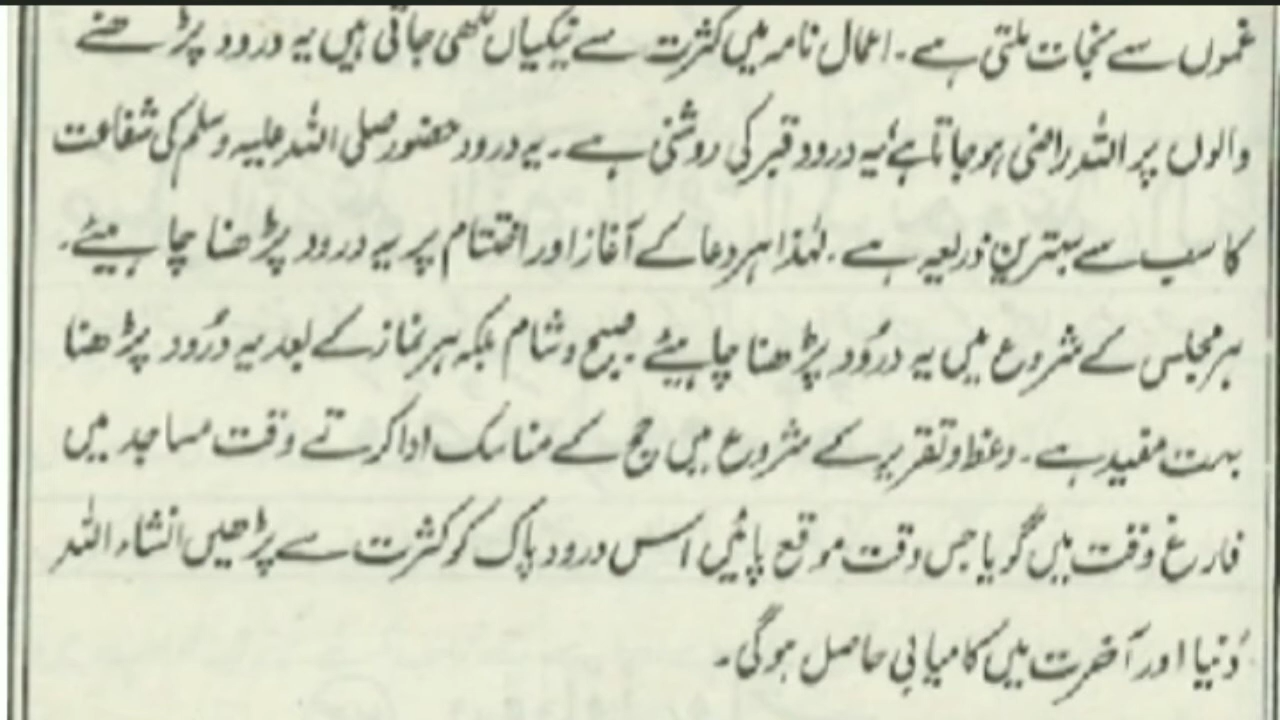 غموں سے نجات ملتی ہے۔ اعمال نامہ میں کثرت سے نیکیاں لکھی جاتی ہیں یہ درود پڑھنے
والوں پر اللہ راضی ہو جاتا ہے یہ درود قبر کی روشنی ہے۔ یہ درود حضور صلی اللہ علیہ وسلم کی شفاعت
کا سب سے بہترین ذریعہ ہے۔ لہٰذا ہر دعا کے آغاز اور اختتام پر یہ درود پڑھنا چاہیئے۔
ہر مجلس کے شروع میں یہ درُود پڑھنا چاہیئے صبح و شام بلکہ ہر نماز کے بعد یہ درُود پڑھنا
بہت مفید ہے۔ وعظ و تقریر کے شروع میں حج کے مناسک ادا کرتے وقت مساجد میں
فارغ وقت میں گویا جس وقت موقع پائیں اس درود پاک کو کثرت سے پڑھیں انشاء اللہ
دُنیا اور آخرت میں کامیابی حاصل ہوگی۔